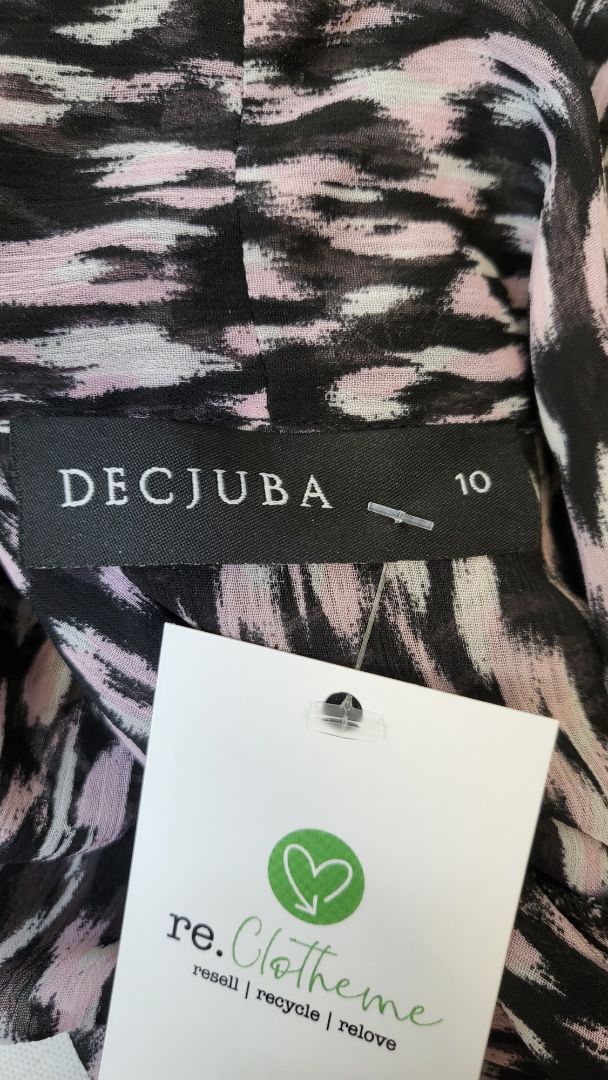 DECJUBA 10
re.Clotheme
resell | recycle | relove